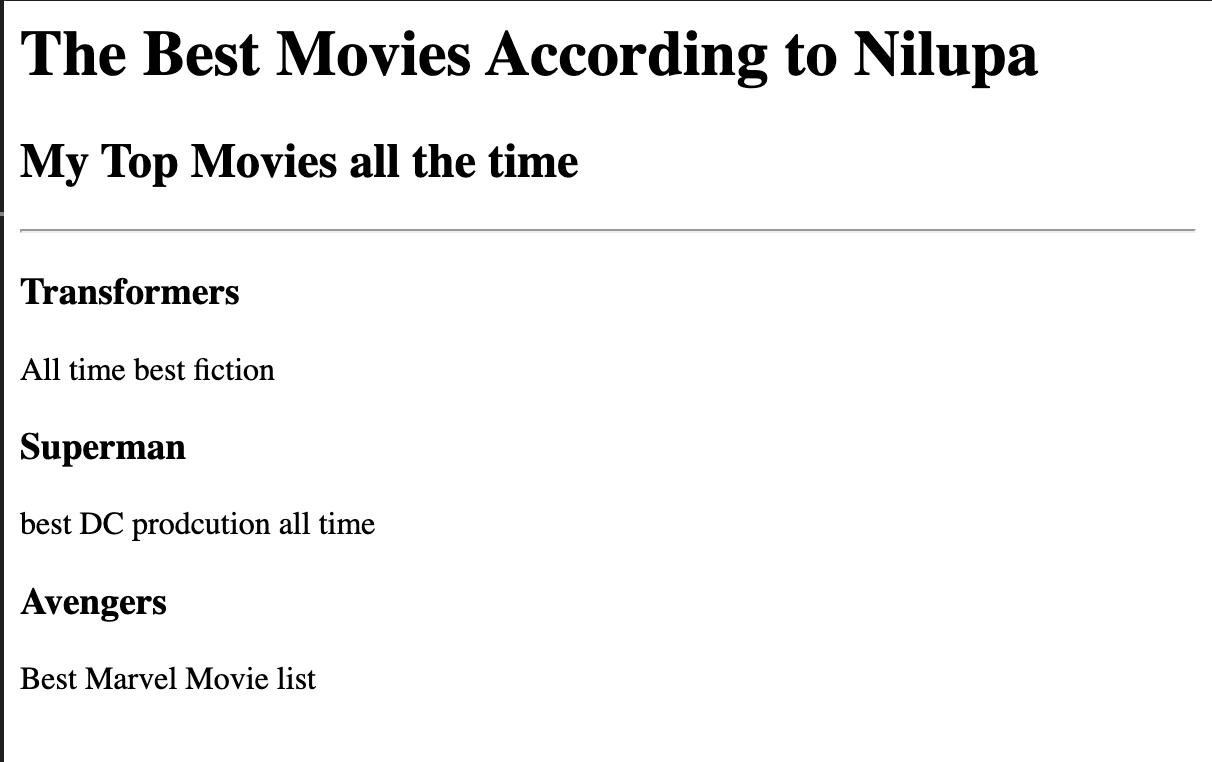 The Best Movies According to Nilupa
My Top Movies all the time
Transformers
All time best fiction
Superman
best DC prodcution all time
Avengers
Best Marvel Movie list